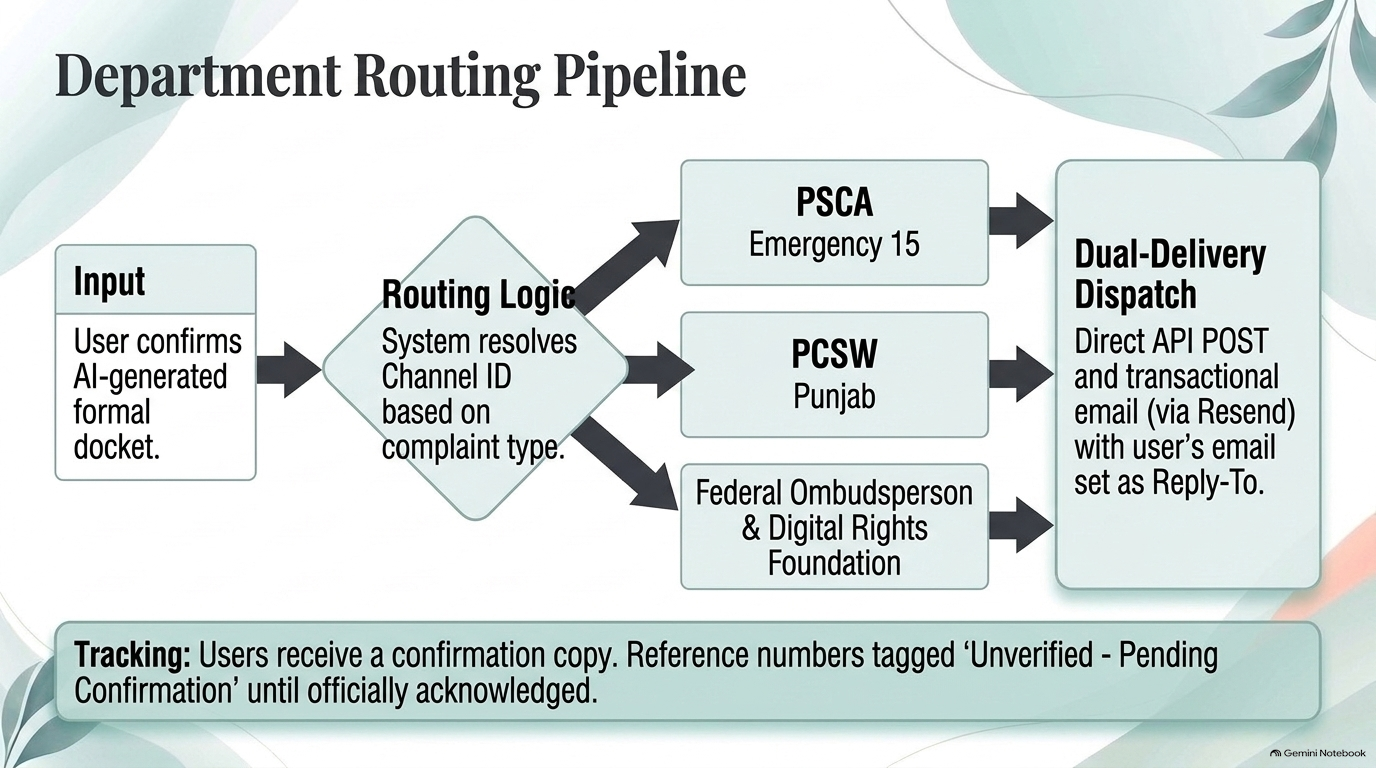 Department Routing Pipeline
Input
User confirms
AI-generated
formal
docket.
Routing Logic
System resolves
Channel ID
based on
complaint type.
PSCA
Emergency 15
PCSW
Punjab
Federal Ombudsperson
& Digital Rights
Foundation
Dual-Delivery
Dispatch
Direct API POST
and transactional
email (via Resend)
with user’s email
set as Reply-To.
Tracking: Users receive a confirmation copy. Reference numbers tagged ‘Unverified - Pending
Confirmation’ until officially acknowledged.
Gemini Notebook